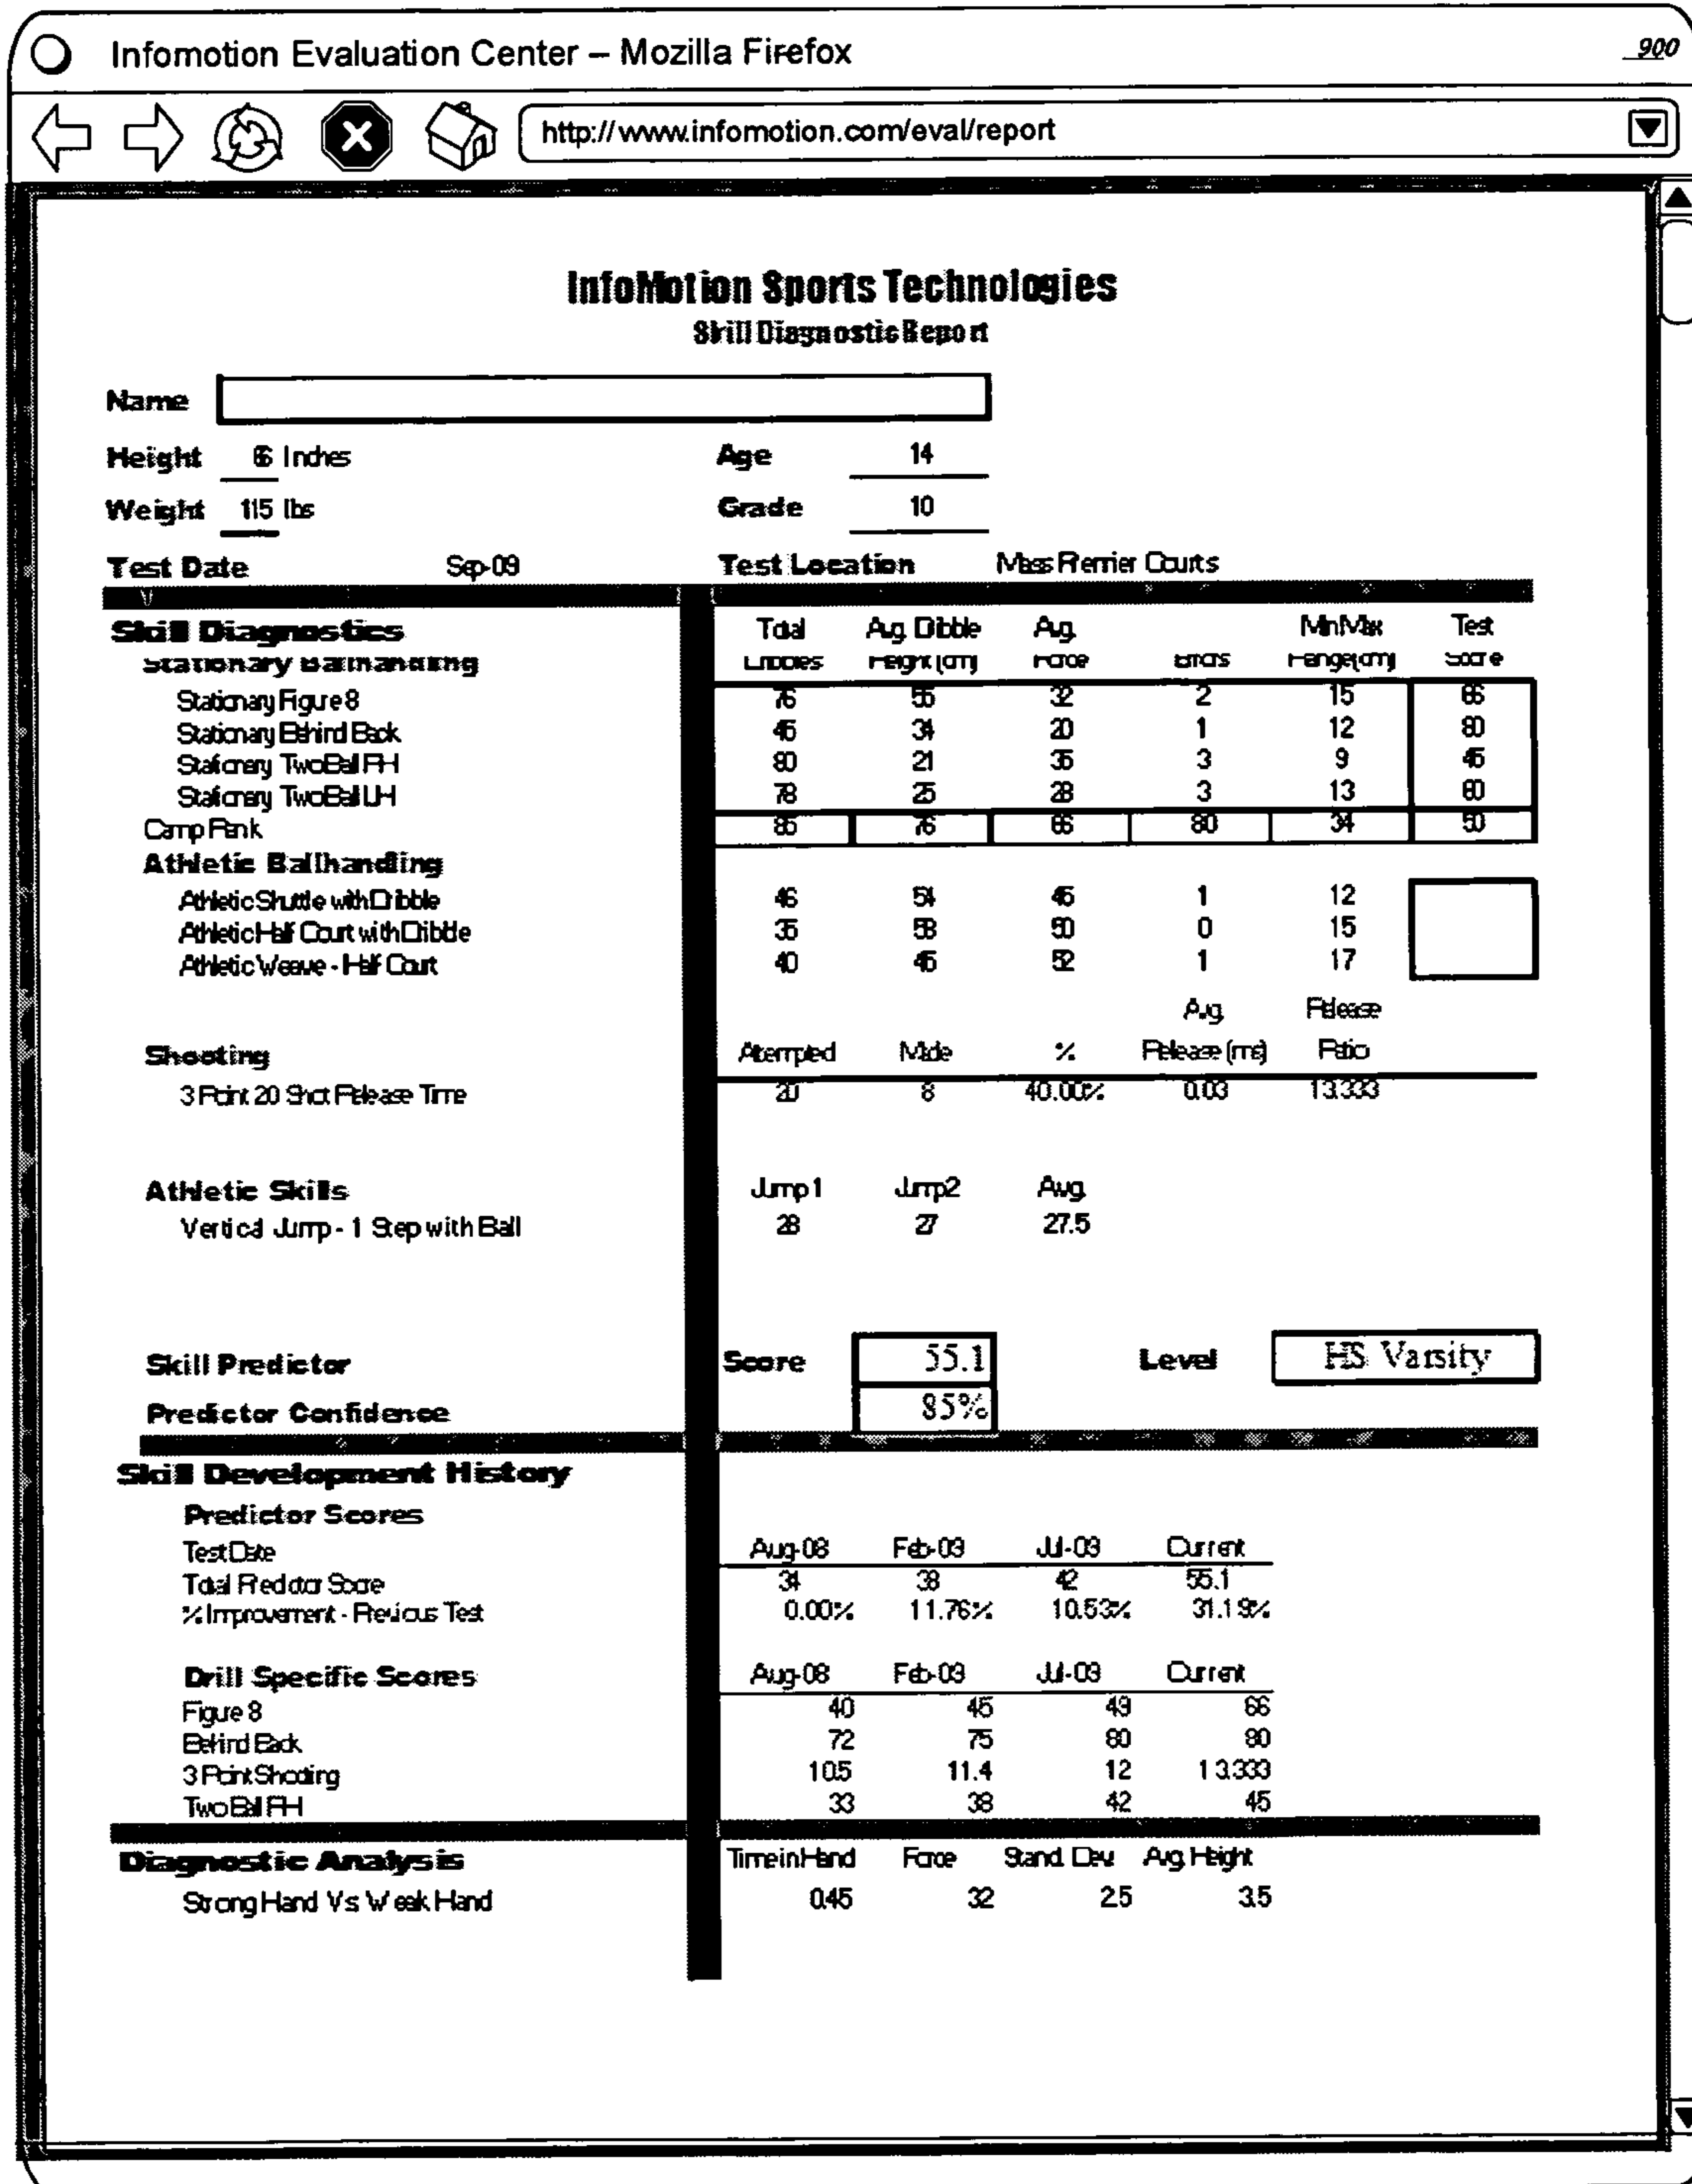 Infomotion Evaluation Center – Mozilla Firefox
900
http://www.infomotion.com/eval/report
InfoMotion Sports Technologies
Skill Diagnostic Report
Name
Height Inches Age 14
Weight 115 lbs Grade 10
Test Date Sep-09 Test Location Mass Premier Courts
Skill Diagnostics Total Avg. Dribble Avg. Min/Max Test
Stationary Ballhandling Dribbles Height (cm) Force Errors Range(cm) Score
Stationary Figure 8 76 55 32 2 15 66
Stationary Behind Back 45 34 20 1 12 80
Stationary Two Ball RH 80 21 35 3 9 45
Stationary Two Ball LH 78 25 28 3 13 60
Camp Rank 85 76 66 80 34 50
Athletic Ballhandling
Athletic Shuttle with Dribble 46 54 45 1 12
Athletic Half Court with Dribble 35 58 50 0 15
Athletic Weave - Half Court 40 45 52 1 17
Avg. Release
Shooting Attempted Made % Release (ms) Ratio
3 Point 20 Shot Release Time 20 8 40.00% 0.03 13.333
Athletic Skills Jump 1 Jump 2 Avg.
Vertical Jump - 1 Step with Ball 28 27 27.5
Skill Predictor Score 55.1 Level HS Varsity
Predictor Confidence 85%
Skill Development History
Predictor Scores
Test Date Aug-08 Feb-09 Jul-09 Current
Total Predictor Score 34 38 42 55.1
% Improvement - Previous Test 0.00% 11.76% 10.53% 31.19%
Drill Specific Scores Aug-08 Feb-09 Jul-09 Current
Figure 8 40 45 49 66
Behind Back 72 75 80 80
3 Point Shooting 10.5 11.4 12 13.333
Two Ball RH 33 38 42 45
Diagnostic Analysis Time in Hand Force Stand. Dev. Avg. Height
Strong Hand Vs Weak Hand 0.45 32 2.5 3.5